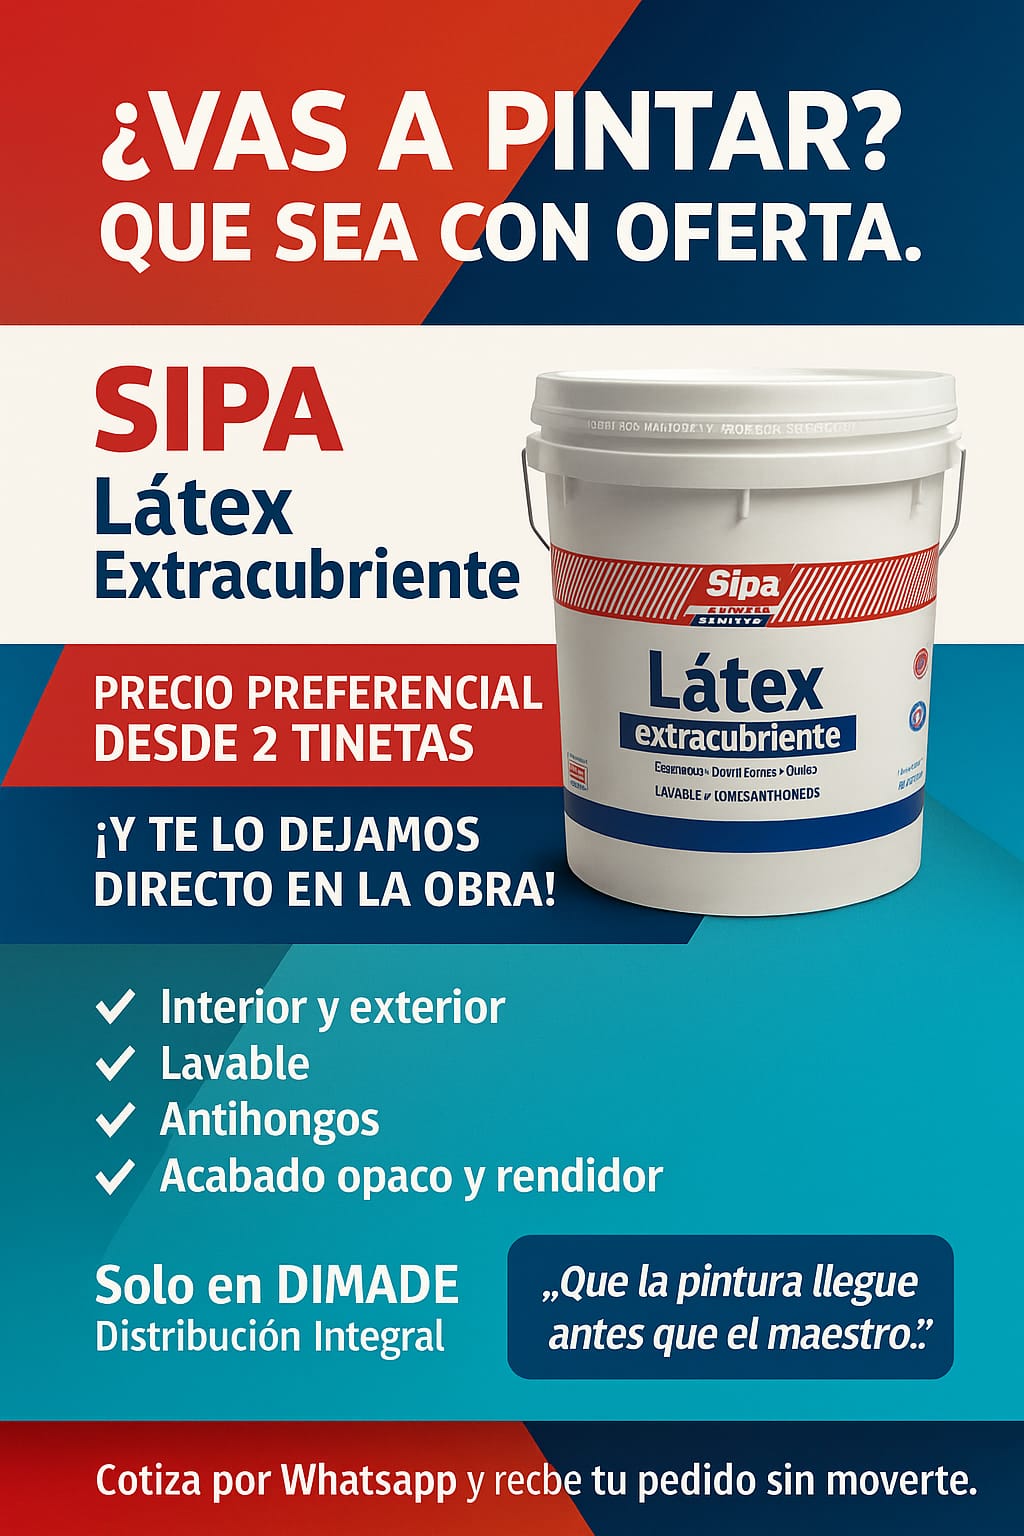 ¿VAS A PINTAR?
QUE SEA CON OFERTA.
SIPA
Látex
Extracubriente
Sipa
Látex
extracubriente
LAVABLE
PRECIO PREFERENCIAL
DESDE 2 TINETAS
¡Y TE LO DEJAMOS
DIRECTO EN LA OBRA!
Interior y exterior
Lavable
Antihongos
Acabado opaco y rendidor
Solo en DIMADE
Distribución Integral
„Que la pintura llegue
antes que el maestro.”
Cotiza por Whatsapp y recbe tu pedido sin moverte.